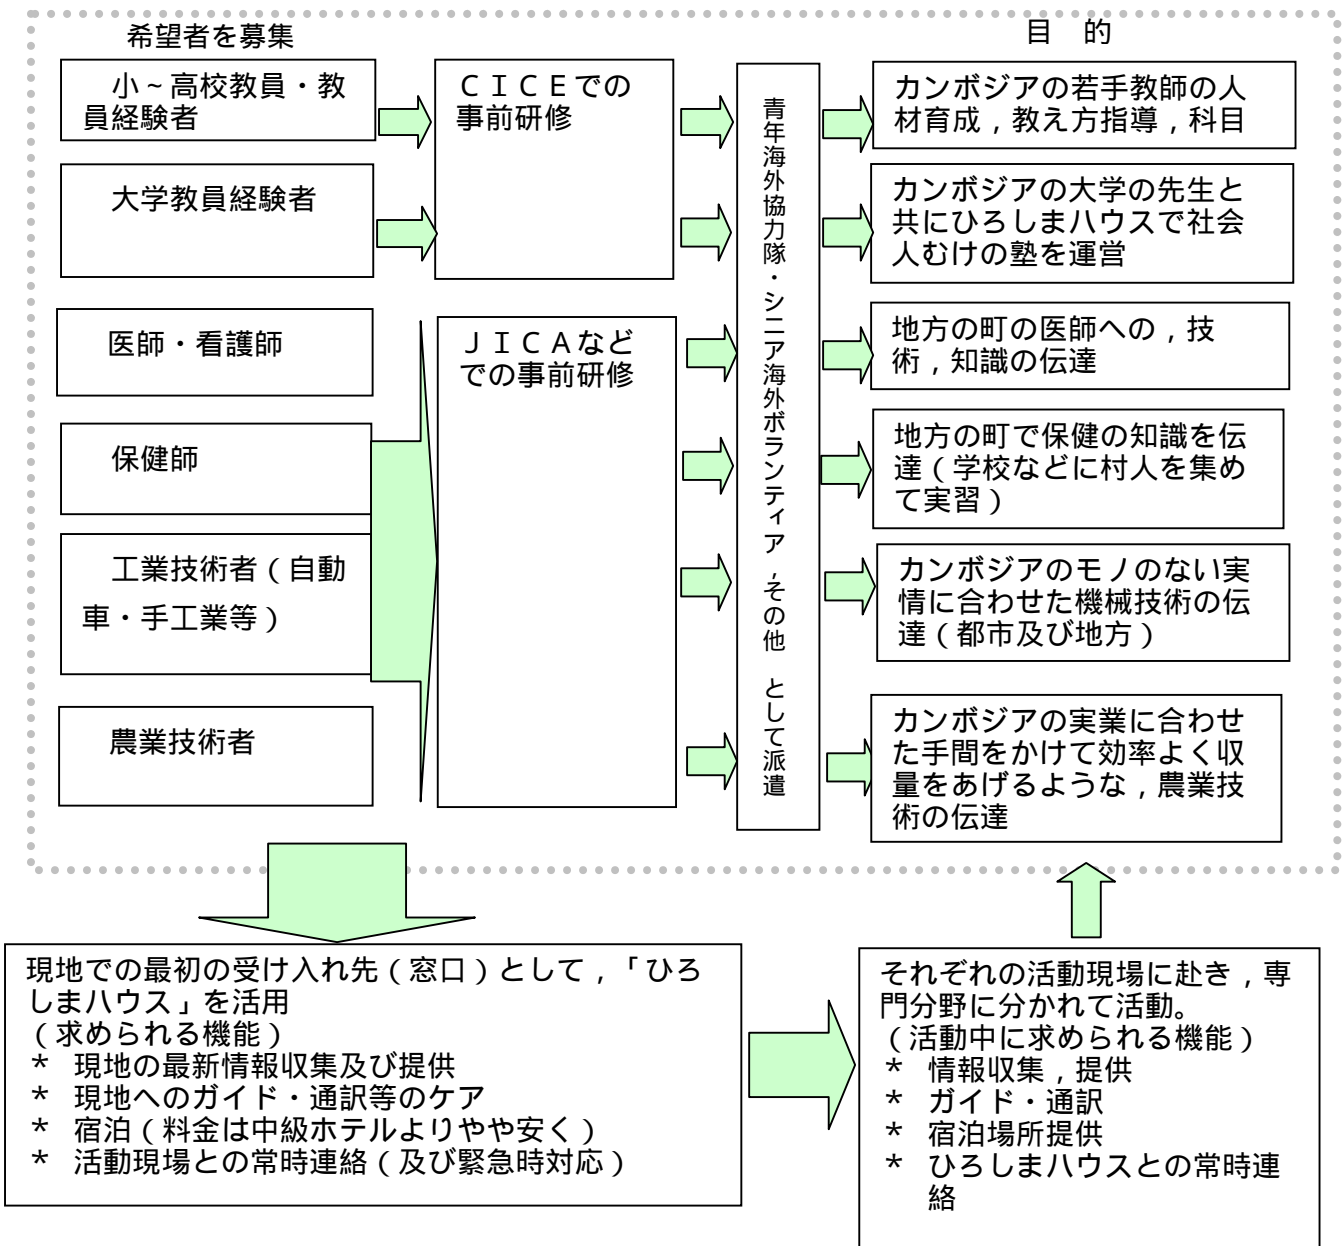 希望者を募集
目　的
小～高校教員・教
員経験者
ＣＩＣＥでの
事前研修
青年海外協力隊・シニア海外ボランティア，その他　として派遣
カンボジアの若手教師の人
材育成，教え方指導，科目
大学教員経験者
カンボジアの大学の先生と
共にひろしまハウスで社会
人むけの塾を運営
医師・看護師
ＪＩＣＡなど
での事前研修
地方の町の医師への，技
術，知識の伝達
保健師
地方の町で保健の知識を伝
達（学校などに村人を集め
て実習）
工業技術者（自動
車・手工業等）
カンボジアのモノのない実
情に合わせた機械技術の伝
達（都市及び地方）
農業技術者
カンボジアの実業に合わせ
た手間をかけて効率よく収
量をあげるような，農業技
術の伝達
現地での最初の受け入れ先（窓口）として，「ひろ
しまハウス」を活用
（求められる機能）
*　現地の最新情報収集及び提供
*　現地へのガイド・通訳等のケア
*　宿泊（料金は中級ホテルよりやや安く）
*　活動現場との常時連絡（及び緊急時対応）
それぞれの活動現場に赴き，専
門分野に分かれて活動。
（活動中に求められる機能）
*　情報収集，提供
*　ガイド・通訳
*　宿泊場所提供
*　ひろしまハウスとの常時連
絡